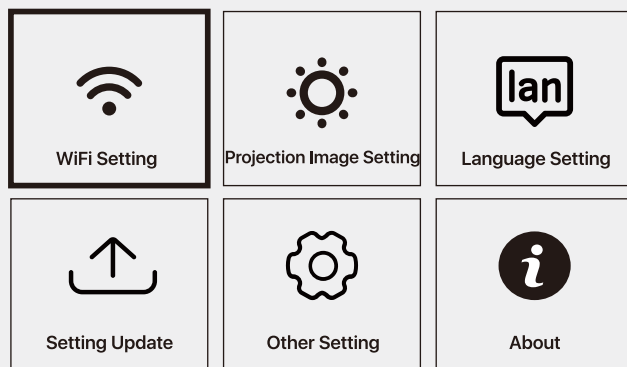 lan
WiFi Setting
Projection Image Setting
Language Setting
i
Setting Update
Other Setting
About